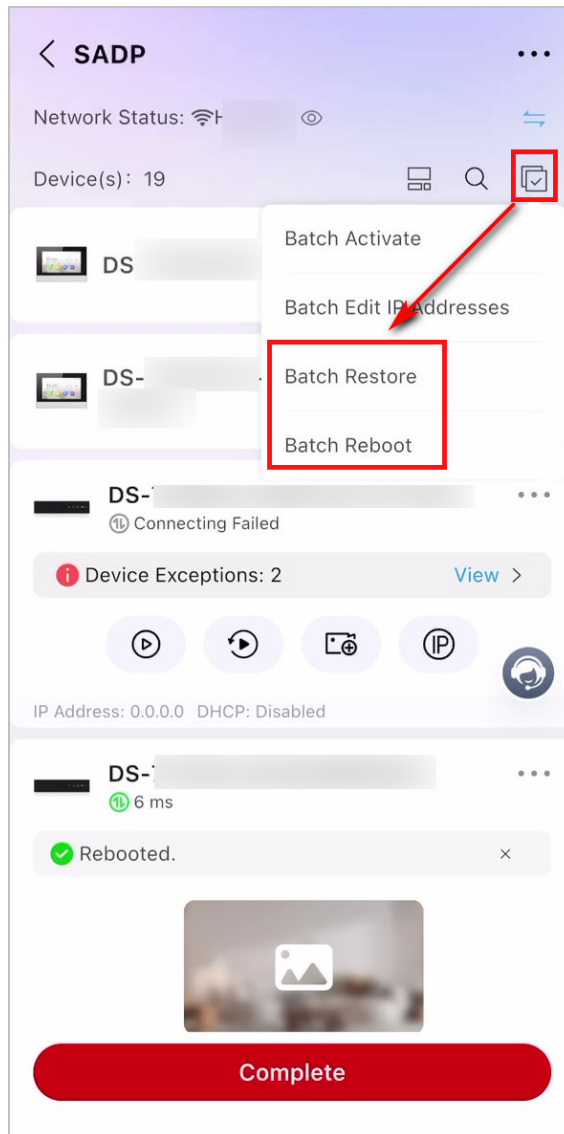 SADP
Network Status: H
Device(s): 19
Batch Activate
DS
Batch Edit IP Addresses
DS-
Batch Restore
Batch Reboot
DS-
Connecting Failed
Device Exceptions: 2 View >
IP
IP Address: 0.0.0.0 DHCP: Disabled
DS-
6 ms
Rebooted.
Complete